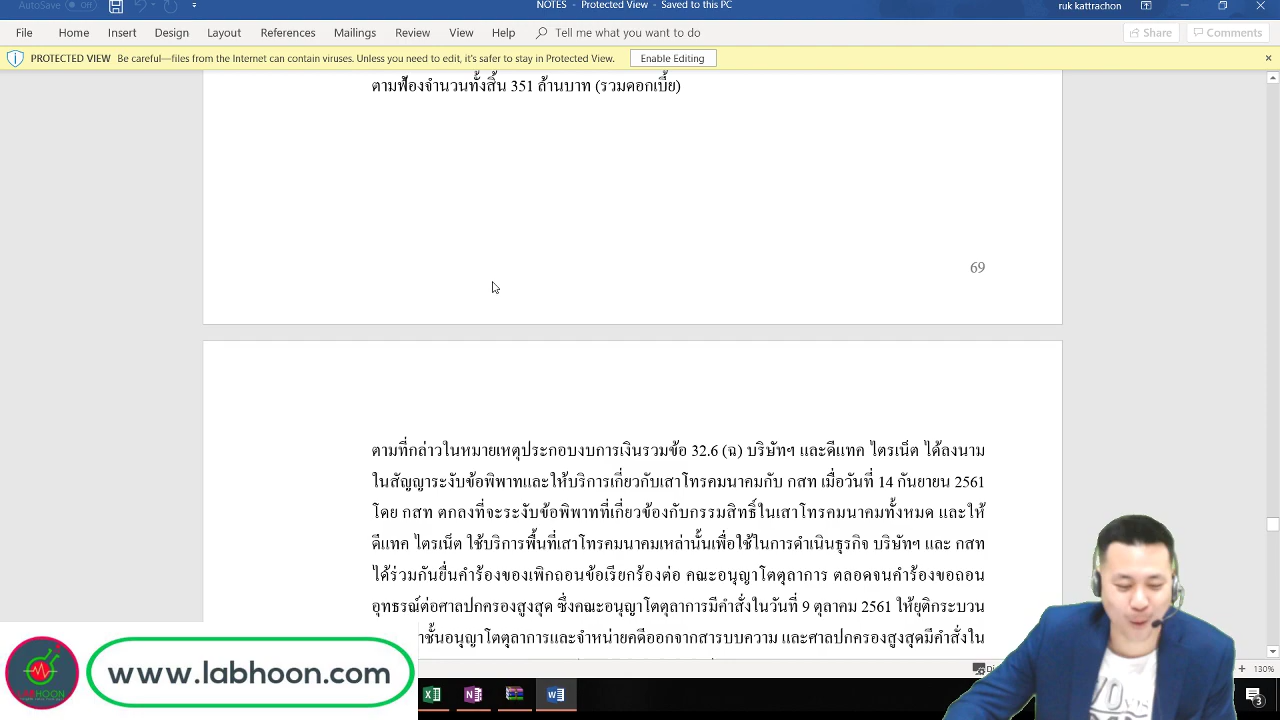 AutoSave Off
NOTES - Protected View - Saved to this PC
ruk kattrachon
File Home Insert Design Layout References Mailings Review View Help Tell me what you want to do
Share Comments
PROTECTED VIEW Be careful—files from the Internet can contain viruses. Unless you need to edit, it's safer to stay in Protected View. Enable Editing
ตามฟ้องจำนวนทั้งสิ้น 351 ล้านบาท (รวมดอกเบี้ย)
69
ตามที่กล่าวในหมายเหตุประกอบงบการเงินรวมข้อ 32.6 (ฉ) บริษัทฯ และดีแทค ไตรเน็ต ได้ลงนาม
ในสัญญาระงับข้อพิพาทและให้บริการเกี่ยวกับเสาโทรคมนาคมกับ กสท เมื่อวันที่ 14 กันยายน 2561
โดย กสท ตกลงที่จะระงับข้อพิพาทที่เกี่ยวข้องกับกรรมสิทธิ์ในเสาโทรคมนาคมทั้งหมด และให้
ดีแทค ไตรเน็ต ใช้บริการพื้นที่เสาโทรคมนาคมเหล่านั้นเพื่อใช้ในการดำเนินธุรกิจ บริษัทฯ และ กสท
ได้ร่วมกันยื่นคำร้องของเพิกถอนข้อเรียกร้องต่อ คณะอนุญาโตตุลาการ ตลอดจนคำร้องขอถอน
อุทธรณ์ต่อศาลปกครองสูงสุด ซึ่งคณะอนุญาโตตุลาการมีคำสั่งในวันที่ 9 ตุลาคม 2561 ให้ยุติกระบวน
ชั้นอนุญาโตตุลาการและจำหน่ายคดีออกจากสารบบความ และศาลปกครองสูงสุดมีคำสั่งใน
LABHOON
www.labhoon.com
130%
3